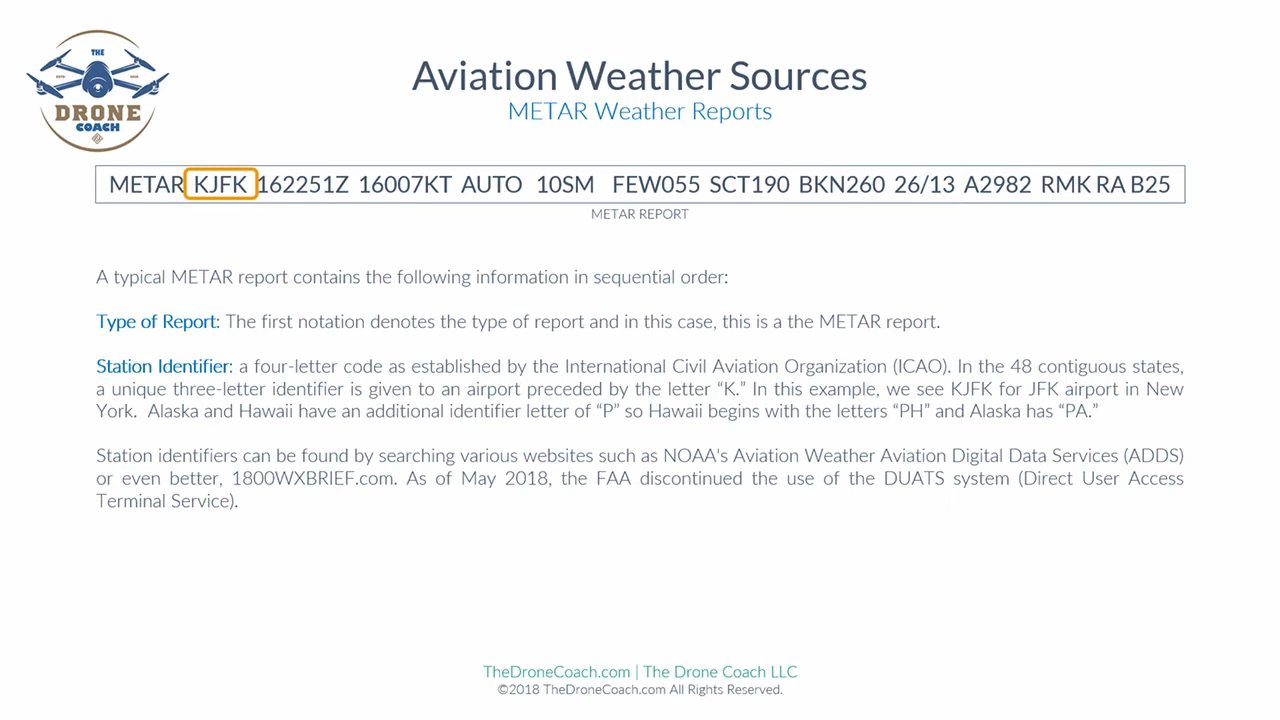 THE
DRONE
COACH
Aviation Weather Sources
METAR Weather Reports
METAR KJFK 162251Z 16007KT AUTO 10SM FEW055 SCT190 BKN260 26/13 A2982 RMK RA B25
METAR REPORT
A typical METAR report contains the following information in sequential order:
Type of Report: The first notation denotes the type of report and in this case, this is a the METAR report.
Station Identifier: a four-letter code as established by the International Civil Aviation Organization (ICAO). In the 48 contiguous states,
a unique three-letter identifier is given to an airport preceded by the letter “K.” In this example, we see KJFK for JFK airport in New
York. Alaska and Hawaii have an additional identifier letter of “P” so Hawaii begins with the letters “PH” and Alaska has “PA.”
Station identifiers can be found by searching various websites such as NOAA's Aviation Weather Aviation Digital Data Services (ADDS)
or even better, 1800WXBRIEF.com. As of May 2018, the FAA discontinued the use of the DUATS system (Direct User Access
Terminal Service).
TheDroneCoach.com | The Drone Coach LLC
©2018 TheDroneCoach.com All Rights Reserved.